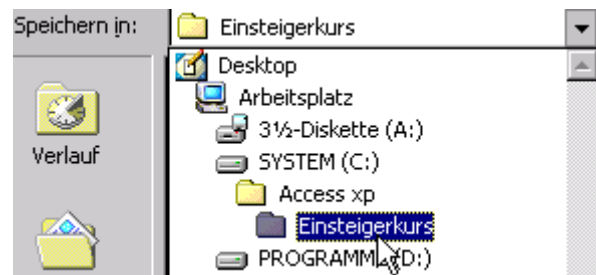 Speichern in: Einsteigerkurs
Desktop
Arbeitsplatz
3½-Diskette (A:)
Verlauf
SYSTEM (C:)
Access xp
Einsteigerkurs
(D:)